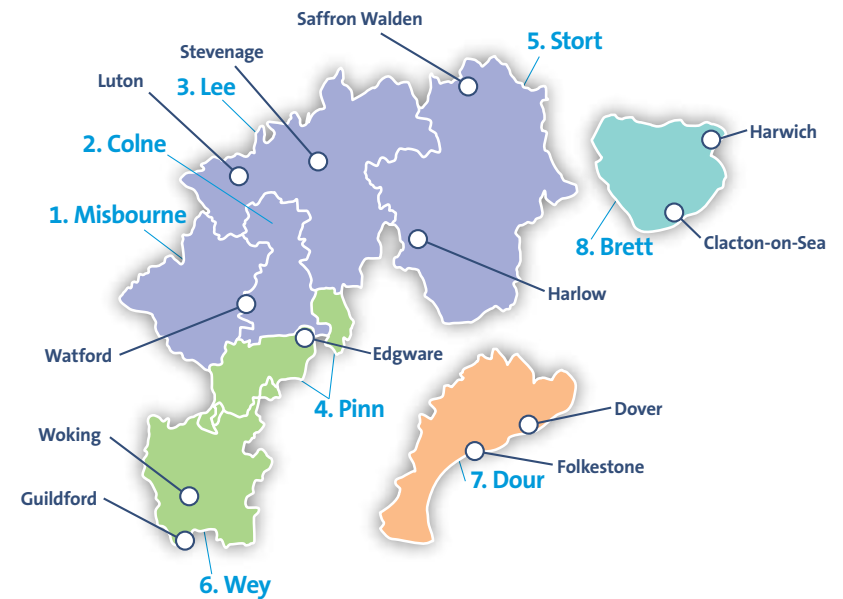 Saffron Walden
5. Stort
Stevenage
Luton
3. Lee
Harwich
2. Colne
1. Misbourne
8. Brett
Clacton-on-Sea
Harlow
Watford
Edgware
4. Pinn
Dover
Woking
Folkestone
7. Dour
Guildford
6. Wey